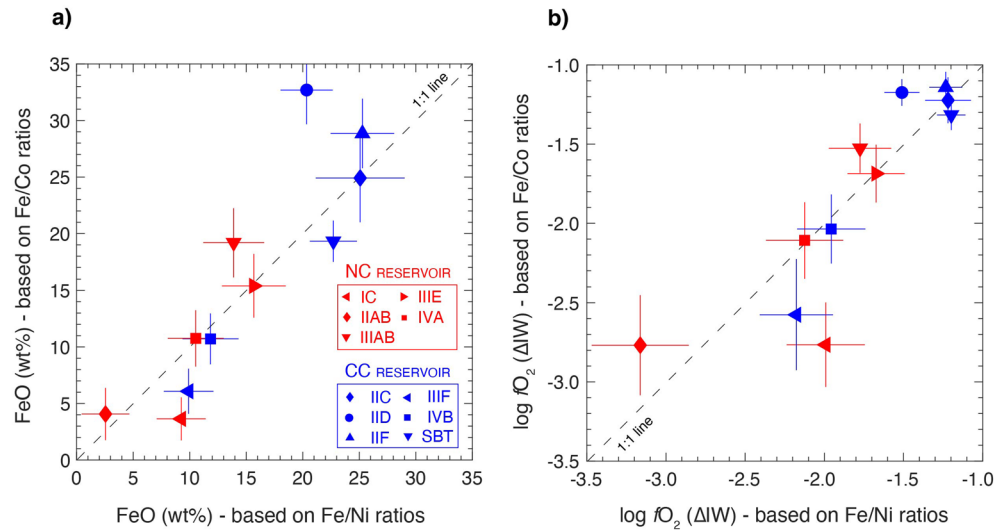 a)
FeO (wt%) - based on Fe/Co ratios
35
30
25
20
15
10
5
0
0 5 10 15 20 25 30 35
FeO (wt%) - based on Fe/Ni ratios
1:1 line
NC RESERVOIR
IC IIIE
IIAB IVA
IIIAB
CC RESERVOIR
IIC IIIF
IID IVB
IIF SBT
b)
log fO2 (ΔIW) - based on Fe/Co ratios
-1.0
-1.5
-2.0
-2.5
-3.0
-3.5
-3.5 -3.0 -2.5 -2.0 -1.5 -1.0
log fO2 (ΔIW) - based on Fe/Ni ratios
1:1 line